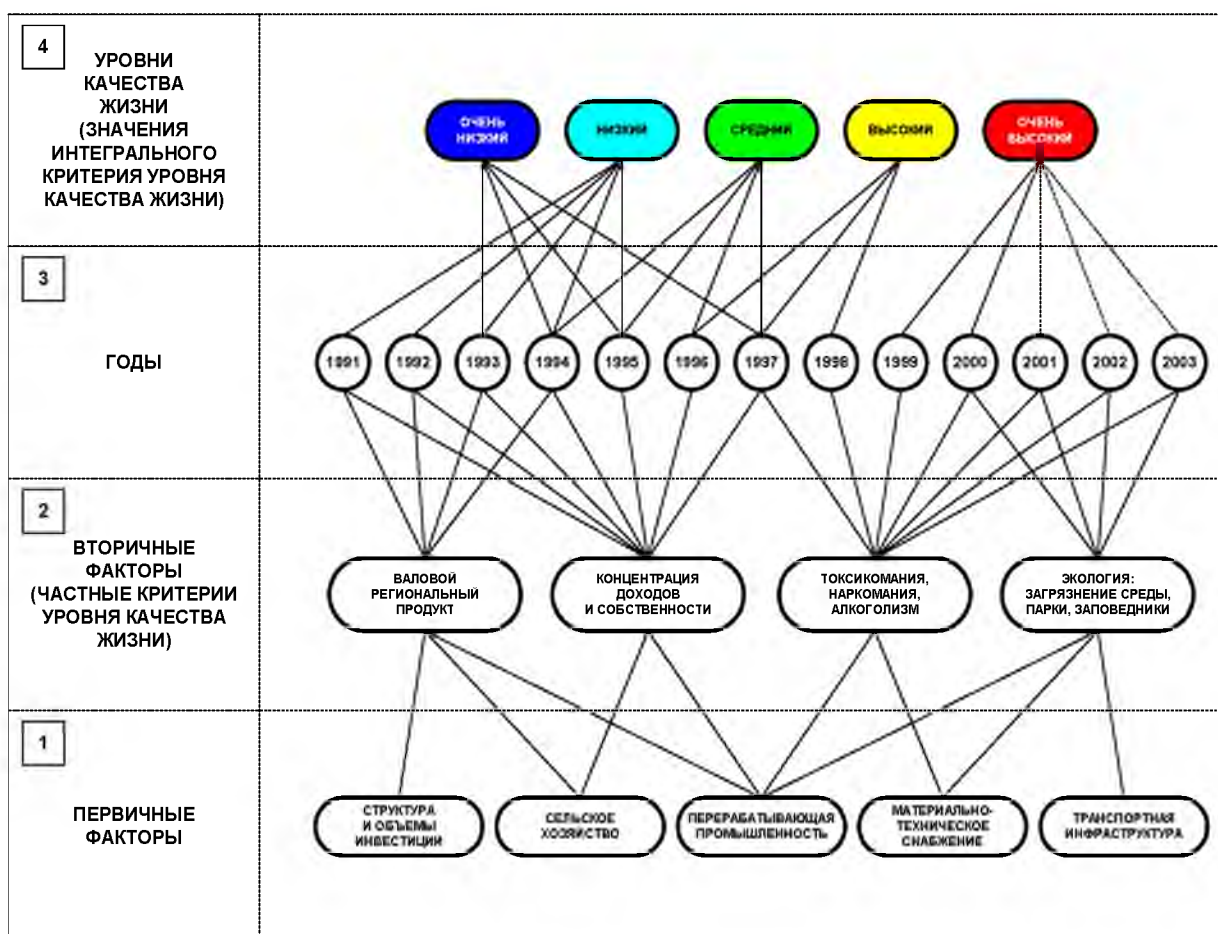 4
УРОВНИ
КАЧЕСТВА
ЖИЗНИ
(ЗНАЧЕНИЯ
ИНТЕГРАЛЬНОГО
КРИТЕРИЯ УРОВНЯ
КАЧЕСТВА ЖИЗНИ)
ОЧЕНЬ
НИЗКИЙ
НИЗКИЙ
СРЕДНИЙ
ВЫСОКИЙ
ОЧЕНЬ
ВЫСОКИЙ
3
ГОДЫ
1991
1992
1993
1994
1995
1996
1997
1998
1999
2000
2001
2002
2003
2
ВТОРИЧНЫЕ
ФАКТОРЫ
(ЧАСТНЫЕ КРИТЕРИИ
УРОВНЯ КАЧЕСТВА
ЖИЗНИ)
ВАЛОВОЙ
РЕГИОНАЛЬНЫЙ
ПРОДУКТ
КОНЦЕНТРАЦИЯ
ДОХОДОВ
И СОБСТВЕННОСТИ
ТОКСИКОМАНИЯ,
НАРКОМАНИЯ,
АЛКОГОЛИЗМ
ЭКОЛОГИЯ:
ЗАГРЯЗНЕНИЕ СРЕДЫ,
ПАРКИ, ЗАПОВЕДНИКИ
1
ПЕРВИЧНЫЕ
ФАКТОРЫ
СТРУКТУРА
И ОБЪЕМЫ
ИНВЕСТИЦИЙ
СЕЛЬСКОЕ
ХОЗЯЙСТВО
ПЕРЕРАБАТЫВАЮЩАЯ
ПРОМЫШЛЕННОСТЬ
МАТЕРИАЛЬНО-
ТЕХНИЧЕСКОЕ
СНАБЖЕНИЕ
ТРАНСПОРТНАЯ
ИНФРАСТРУКТУРА